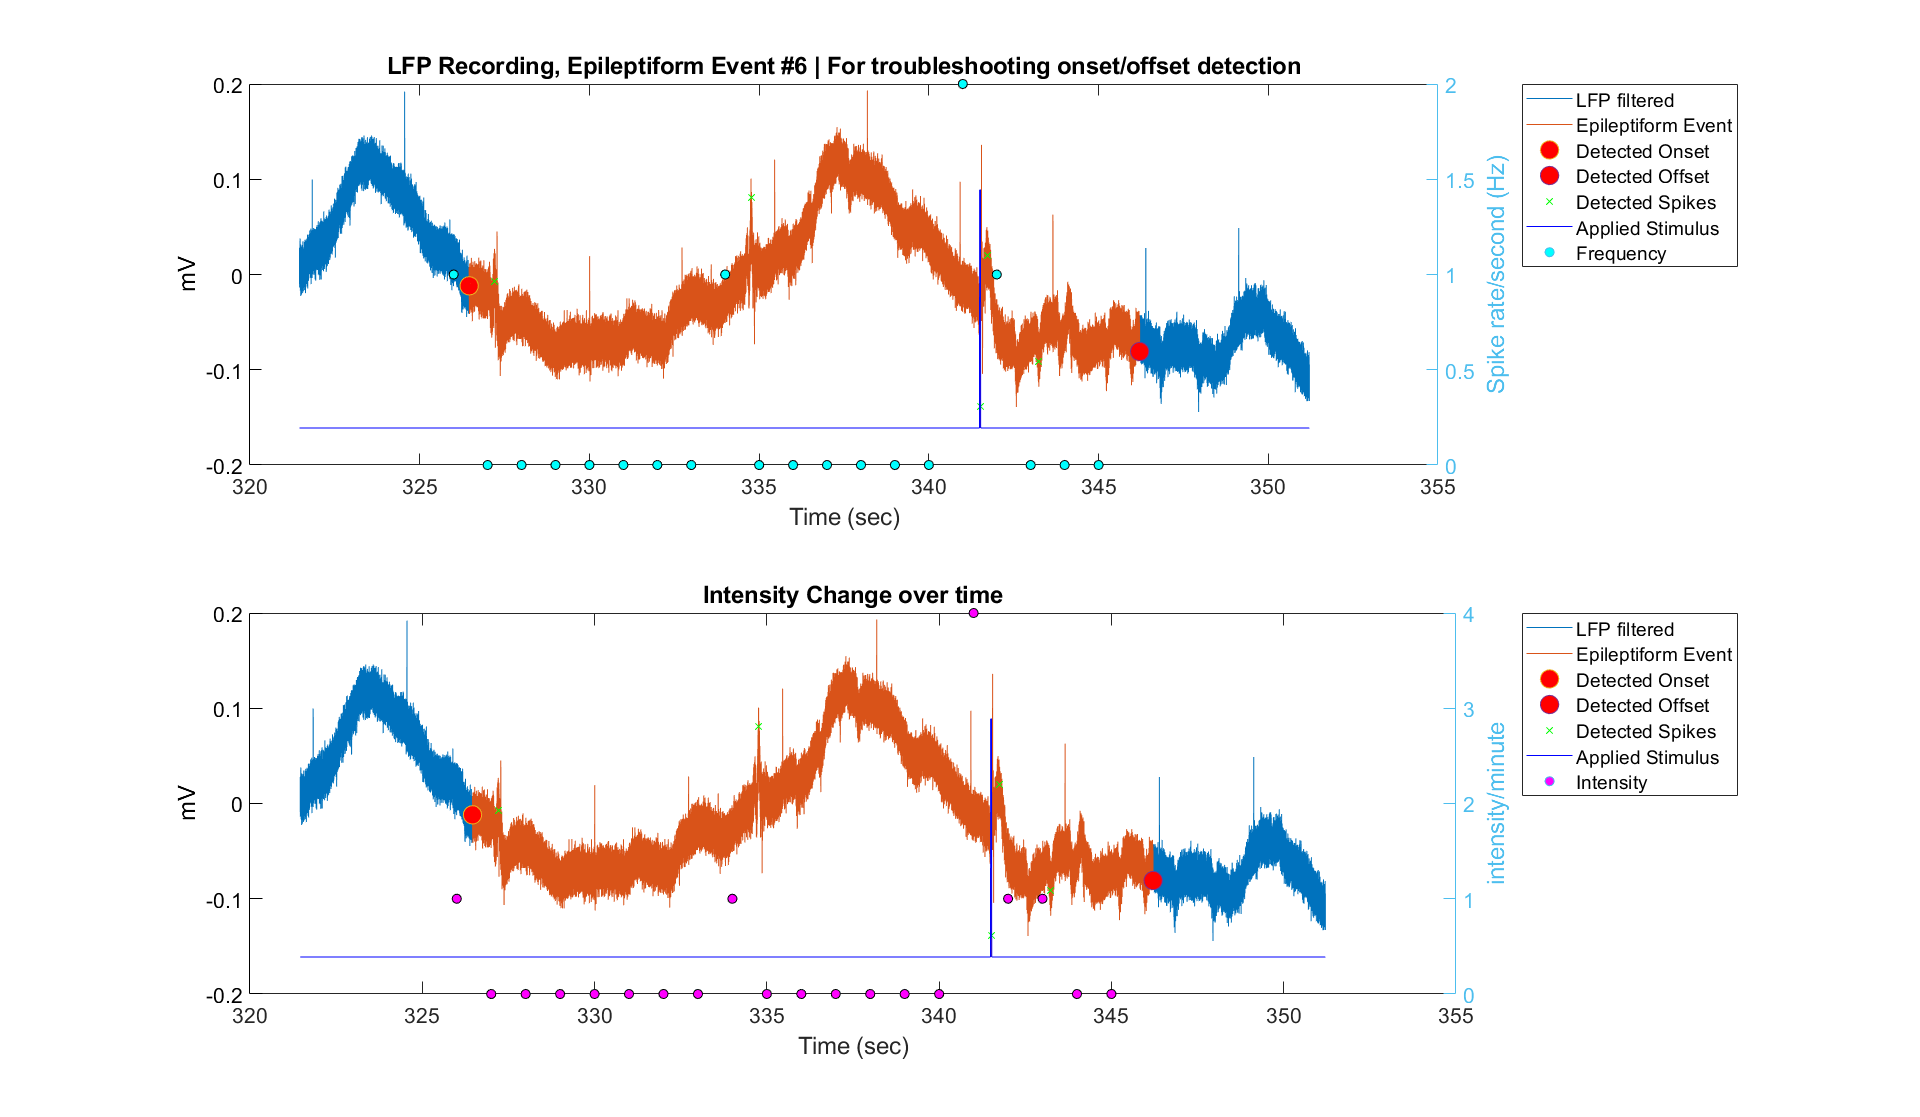 LFP Recording, Epileptiform Event #6 | For troubleshooting onset/offset detection
0.2
0.1
0
-0.1
-0.2
mV
320 325 330 335 340 345 350 355
Time (sec)
2
1.5
1
0.5
0
Spike rate/second (Hz)
LFP filtered
Epileptiform Event
Detected Onset
Detected Offset
Detected Spikes
Applied Stimulus
Frequency
Intensity Change over time
0.2
0.1
0
-0.1
-0.2
mV
320 325 330 335 340 345 350 355
Time (sec)
4
3
2
1
0
intensity/minute
LFP filtered
Epileptiform Event
Detected Onset
Detected Offset
Detected Spikes
Applied Stimulus
Intensity